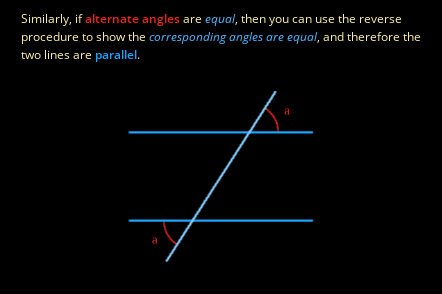 Similarly, if alternate angles are equal, then you can use the reverse
procedure to show the corresponding angles are equal, and therefore the
two lines are parallel.
a
a